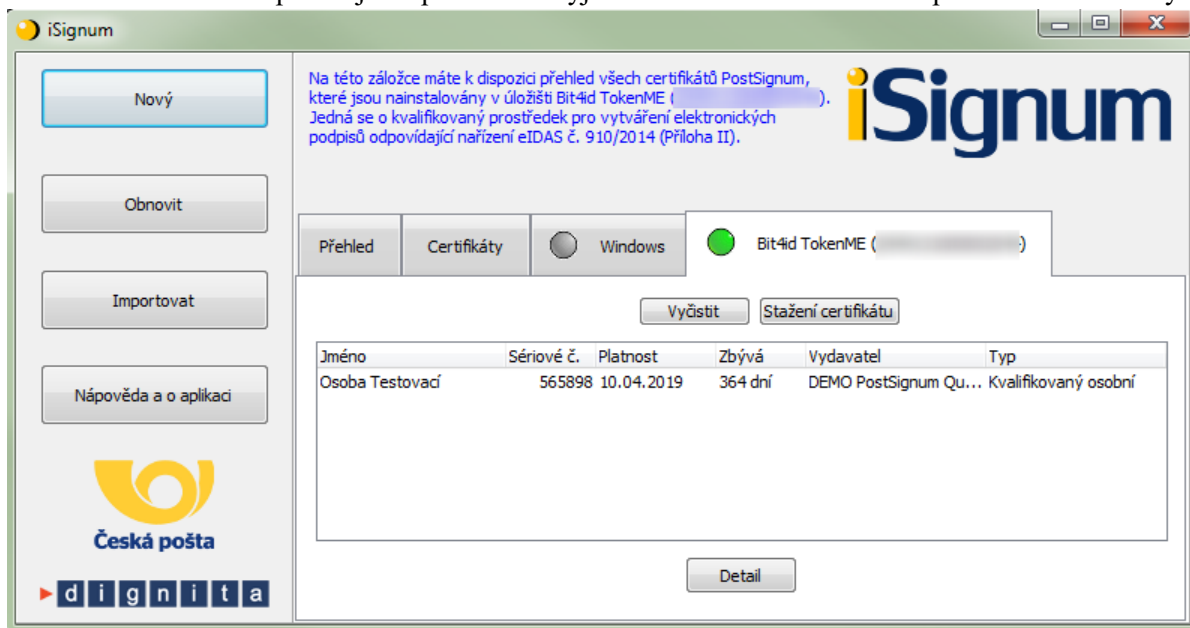 iSignum
Nový
Obnovit
Importovat
Nápověda a o aplikaci
Česká pošta
dignita
Na této záložce máte k dispozici přehled všech certifikátů PostSignum,
které jsou nainstalovány v úložišti Bit4id TokenME ( ).
Jedná se o kvalifikovaný prostředek pro vytváření elektronických
podpisů odpovídající nařízení eIDAS č. 910/2014 (Příloha II).
iSignum
Přehled Certifikáty Windows Bit4id TokenME ( )
Vyčistit Stažení certifikátu
Jméno Sériové č. Platnost Zbývá Vydavatel Typ
Osoba Testovací 565898 10.04.2019 364 dní DEMO PostSignum Qu... Kvalifikovaný osobní
Detail